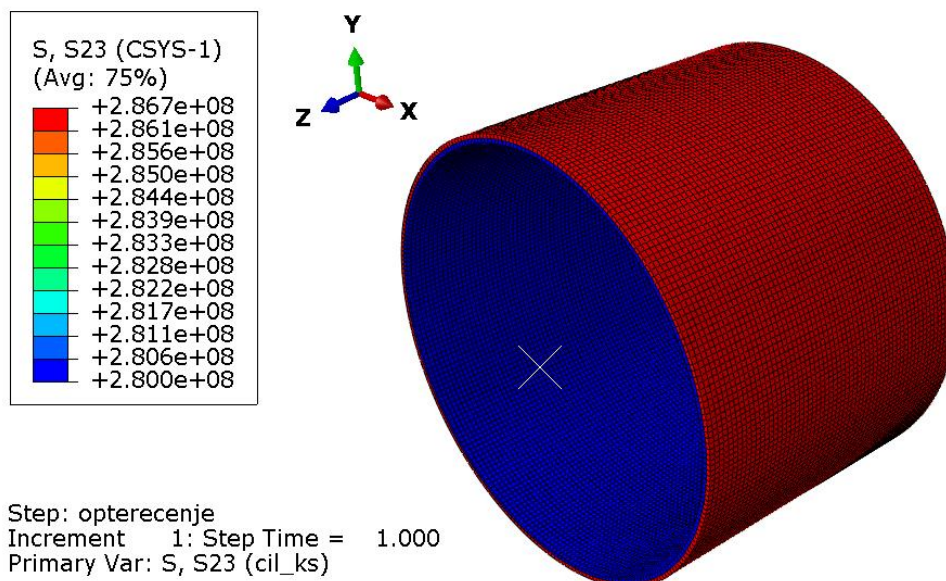 S, S23 (CSYS-1)
(Avg: 75%)
+2.867e+08
+2.861e+08
+2.856e+08
+2.850e+08
+2.844e+08
+2.839e+08
+2.833e+08
+2.828e+08
+2.822e+08
+2.817e+08
+2.811e+08
+2.806e+08
+2.800e+08
Y
Z
X
Step: opterecenje
Increment 1: Step Time = 1.000
Primary Var: S, S23 (cil_ks)